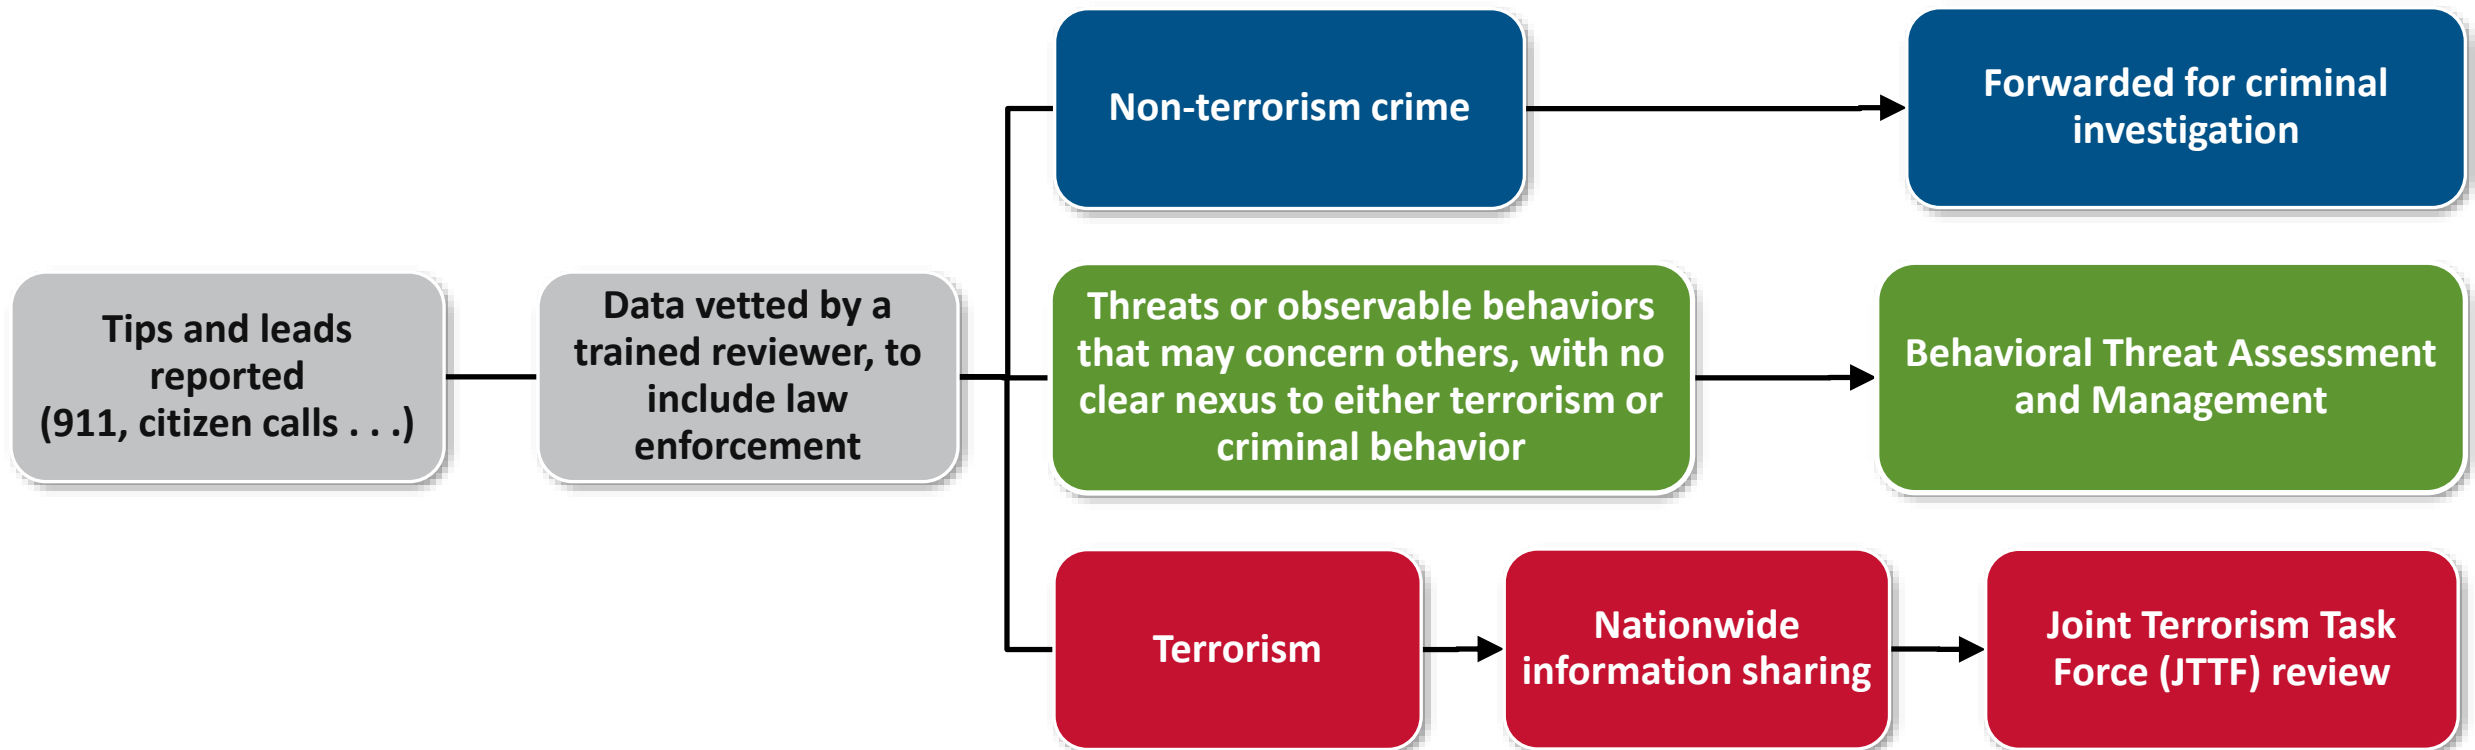 Non-terrorism crime
Forwarded for criminal
investigation
Tips and leads
reported
(911, citizen calls . . .)
Data vetted by a
trained reviewer, to
include law
enforcement
Threats or observable behaviors
that may concern others, with no
clear nexus to either terrorism or
criminal behavior
Behavioral Threat Assessment
and Management
Terrorism
Nationwide
information sharing
Joint Terrorism Task
Force (JTTF) review